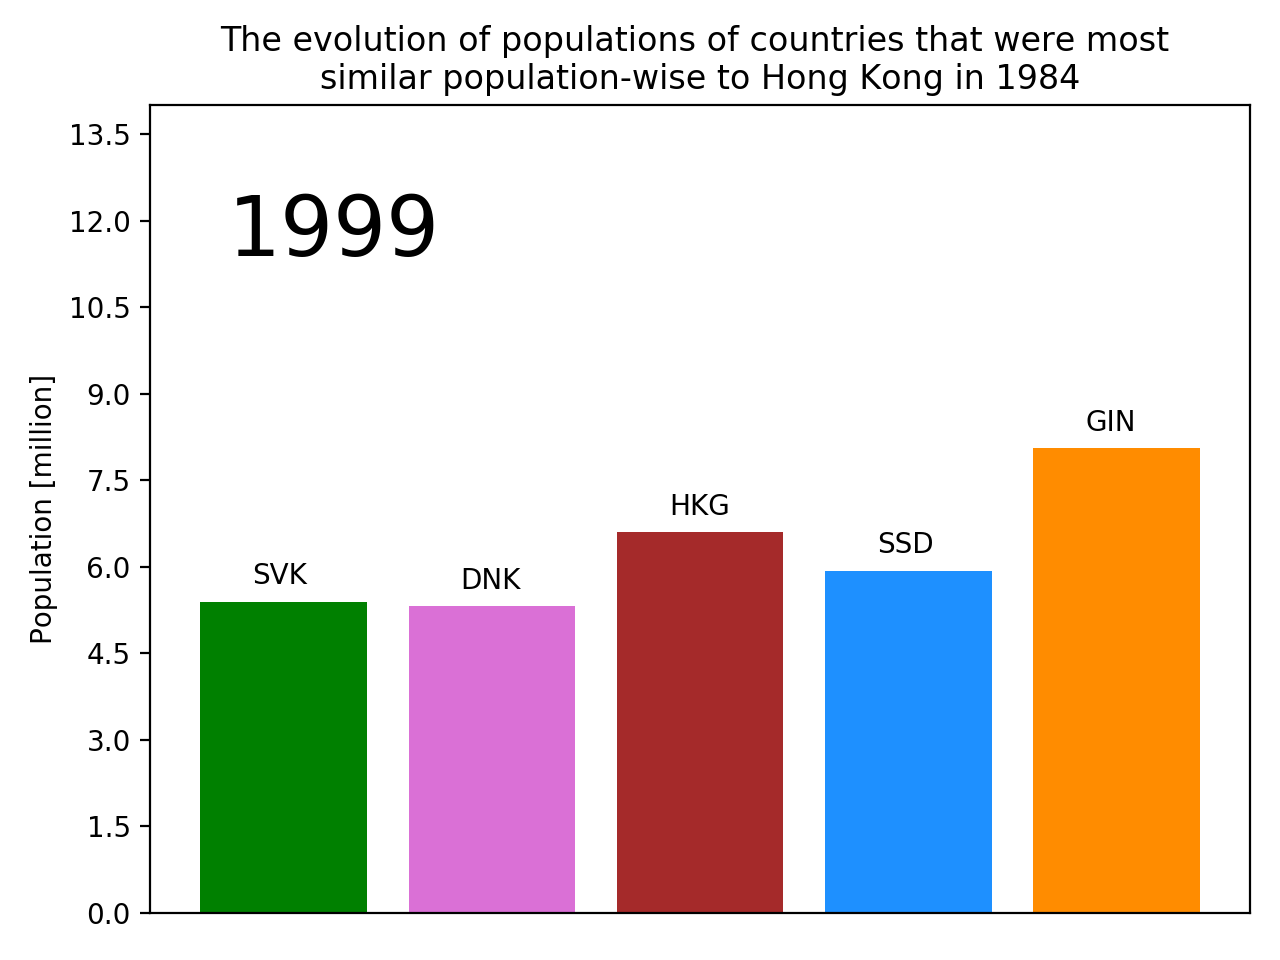 The evolution of populations of countries that were most
similar population-wise to Hong Kong in 1984
13.5
12.0
10.5
9.0
7.5
6.0
4.5
3.0
1.5
0.0
Population [million]
1999
SVK
DNK
HKG
SSD
GIN